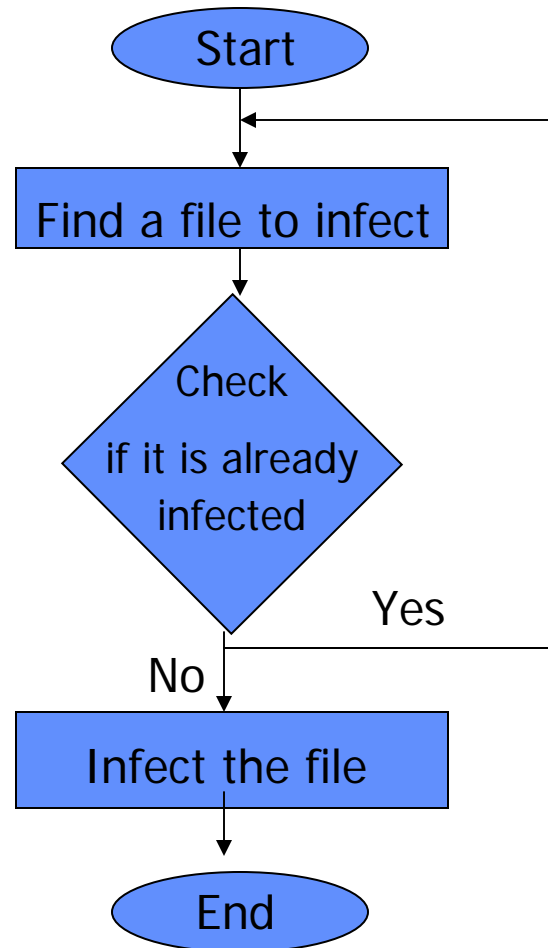 Start
Find a file to infect
Check
if it is already
infected
Yes
No
Infect the file
End